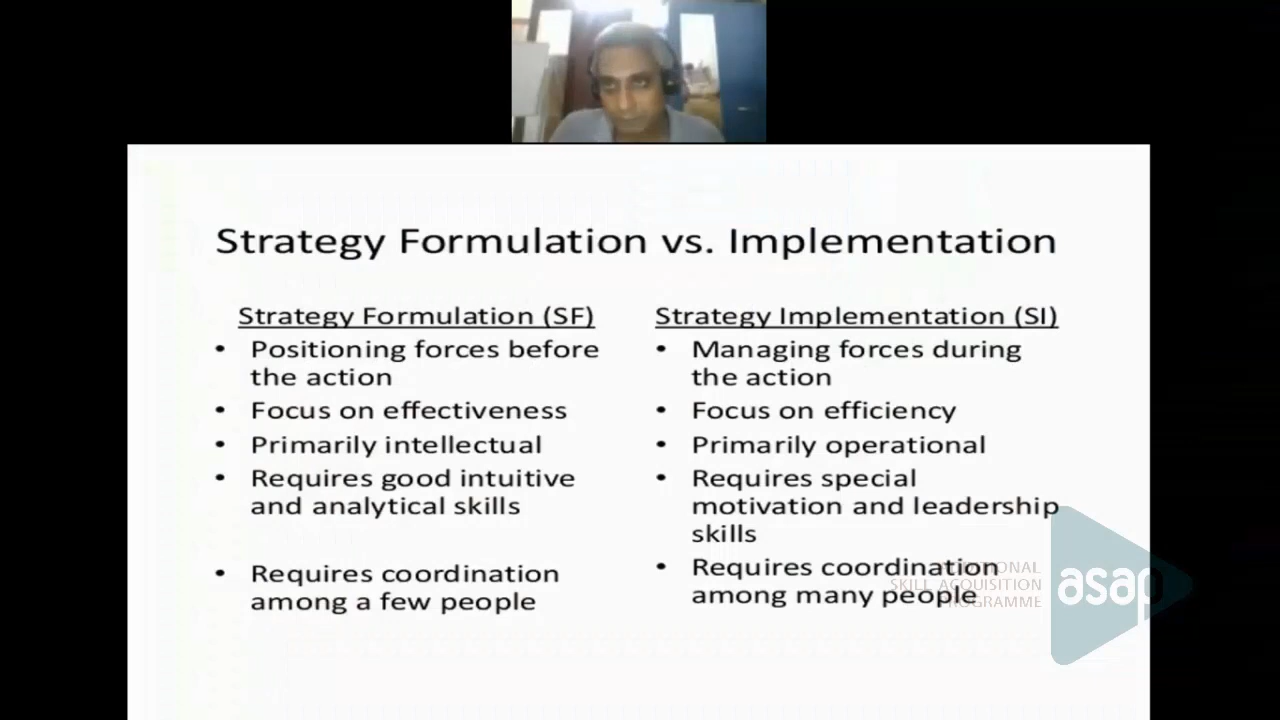 Strategy Formulation vs. Implementation
Strategy Formulation (SF)
• Positioning forces before
the action
• Focus on effectiveness
• Primarily intellectual
• Requires good intuitive
and analytical skills
• Requires coordination
among a few people
Strategy Implementation (SI)
• Managing forces during
the action
• Focus on efficiency
• Primarily operational
• Requires special
motivation and leadership
skills
• Requires coordination
among many people
SKILL ACQUISITION
asap